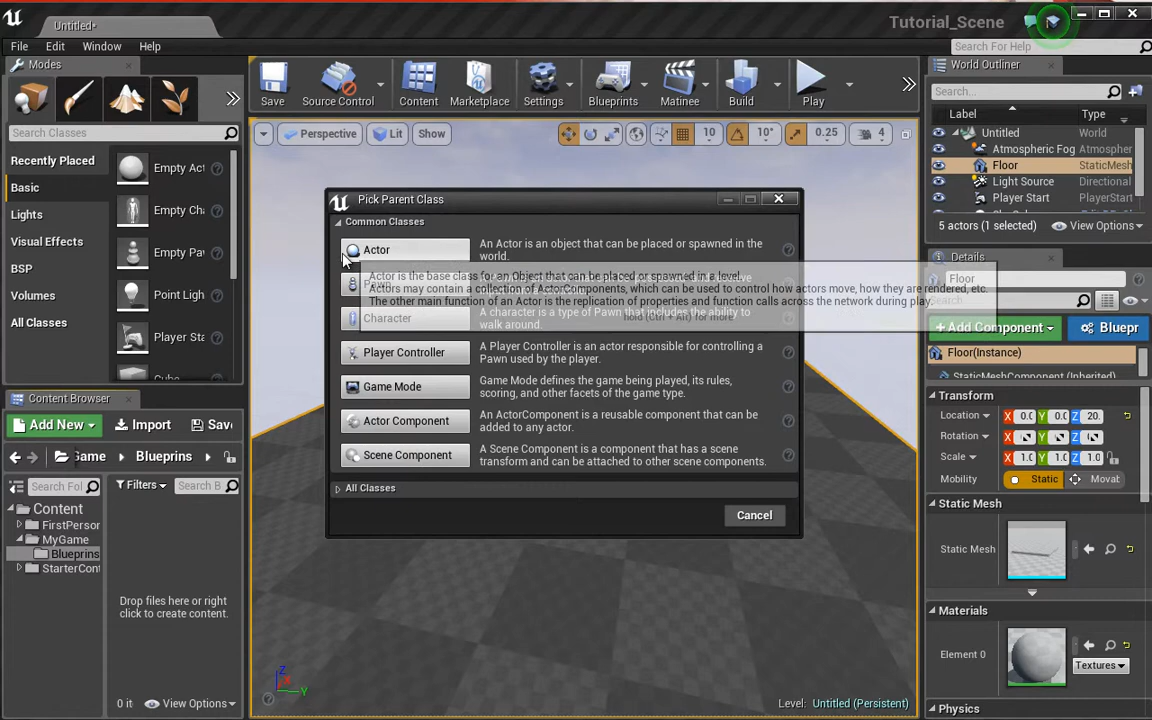 Untitled•
Tutorial_Scene
File Edit Window Help
Search For Help
Modes
Save Source Control Content Marketplace Settings Blueprints Matinee Build Play
World Outliner
Search...
Label Type
Untitled World
Atmospheric Fog Atmospher
Floor StaticMesh
Light Source Directional
Player Start PlayerStart
5 actors (1 selected) View Options
Search Classes
Recently Placed
Basic
Lights
Visual Effects
BSP
Volumes
All Classes
Empty Act
Empty Cha
Empty Pa
Point Ligh
Player Sta
Cube
Perspective Lit Show
10 10° 0.25 4
Pick Parent Class
Common Classes
Actor An Actor is an object that can be placed or spawned in the
world.
Actor is the base class for an Object that can be placed or spawned in a level.
Actors may contain a collection of ActorComponents, which can be used to control how actors move, how they are rendered, etc.
The other main function of an Actor is the replication of properties and function calls across the network during play.
hold (Ctrl + Alt) for more
Pawn
Character A character is a type of Pawn that includes the ability to
walk around.
Player Controller A Player Controller is an actor responsible for controlling a
Pawn used by the player.
Game Mode Game Mode defines the game being played, its rules,
scoring, and other facets of the game type.
Actor Component An ActorComponent is a reusable component that can be
added to any actor.
Scene Component A Scene Component is a component that has a scene
transform and can be attached to other scene components.
All Classes
Cancel
Details
Floor
Search
Add Component Bluepr
Floor(Instance)
StaticMeshComponent (Inherited)
Transform
Location X 0.0 Y 0.0 Z 20.
Rotation X Y Z
Scale X 1.0 Y 1.0 Z 1.0
Mobility Static Movat
Static Mesh
Static Mesh
Materials
Element 0
Textures
Physics
Content Browser
Add New Import Save
Game Blueprins
Search Fol
Filters Search B
Content
FirstPerson
MyGame
Blueprins
StarterCont
Drop files here or right
click to create content.
0 it View Options
Z
Y
Level: Untitled (Persistent)